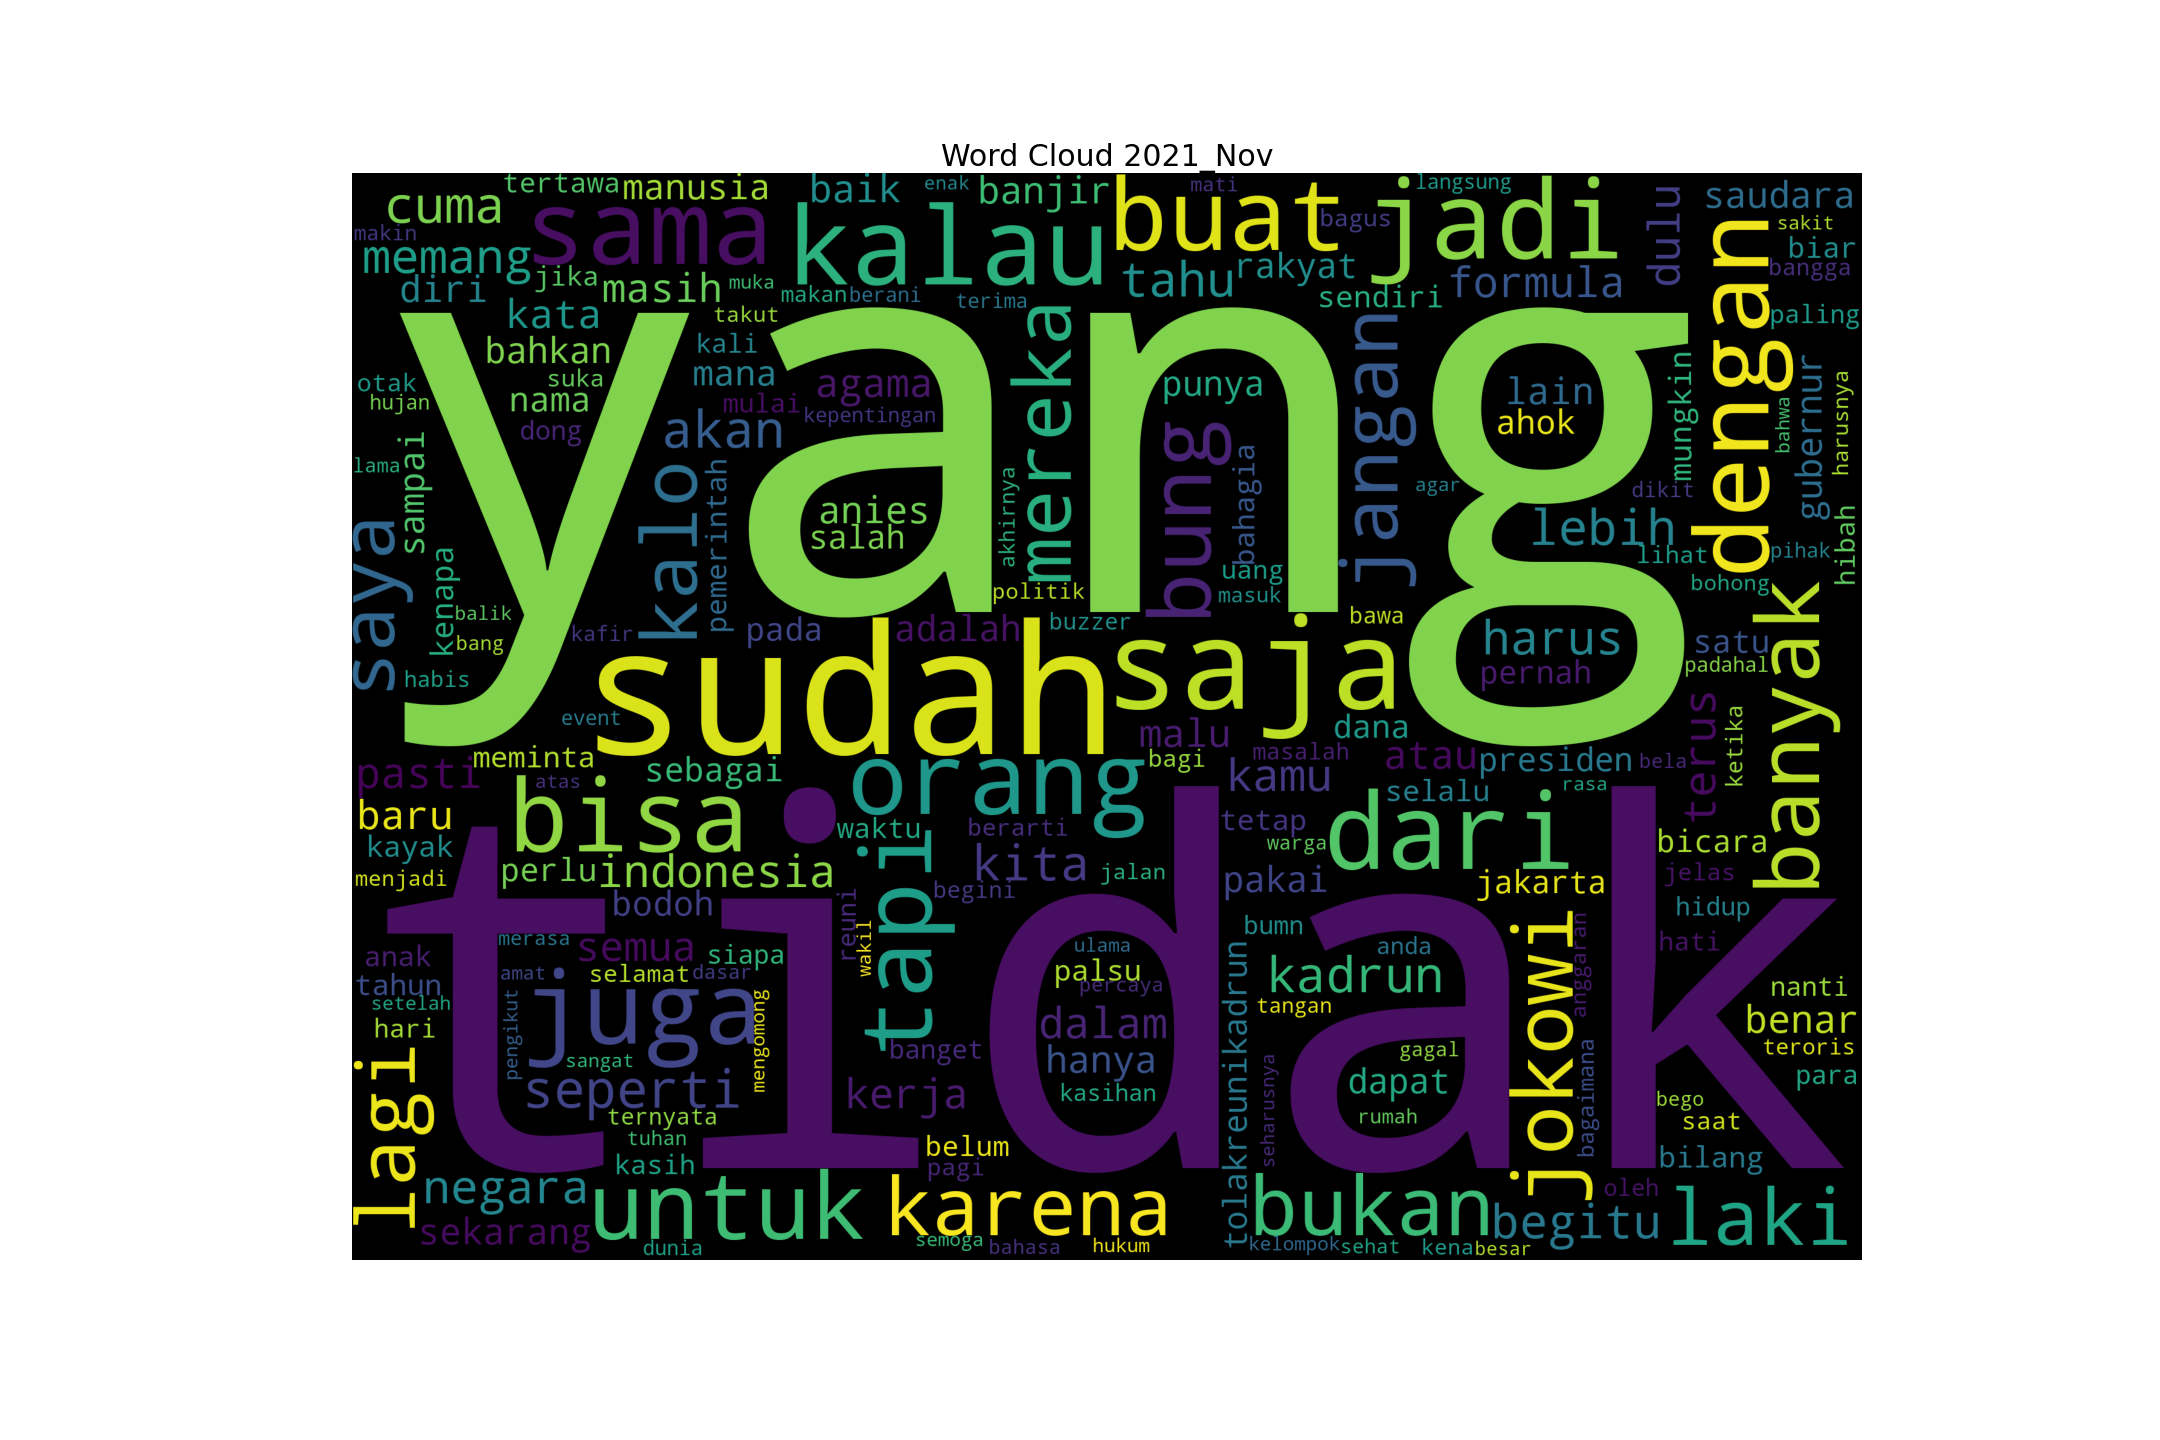 Word Cloud 2021_Nov
cuma
tertawa
manusia
baik
enak
banjir
mati
buat
langsung
jadi
dulu
saudara
makin
sama
kalau
bagus
sakit
memang
jika
masih
muka
makan
berani
terima
tahu
rakyat
sendiri
formula
dengan
biar
bangga
diri
kata
takut
mereka
jangan
paling
yang
bahkan
kali
otak
suka
mana
agama
punya
lain
mungkin
gubernur
harusnya
hujan
nama
mulai
kepentingan
ahok
bahwa
dong
akan
bung
lama
sampai
kalo
pemerintah
anies
akhirnya
bahagia
agar
dikit
saya
salah
lebih
hibah
kenapa
uang
lihat
pihak
politik
masuk
bohong
balik
bang
kafir
pada
adalah
buzzer
bawa
harus
satu
banyak
habis
sudah
saja
pernah
padahal
event
malu
dana
terus
ketika
pasti
meminta
atas
sebagai
orang
bagi
masalah
atau
presiden
bela
kamu
selalu
rasa
baru
bisa
waktu
berarti
tetap
dari
bicara
kayak
tapi
kita
jalan
warga
menjadi
perlu
indonesia
begini
pakai
jakarta
jelas
tidak
bodoh
reuni
wakil
bumn
hidup
anak
merasa
semua
siapa
ulama
anda
jokowi
anggaran
hati
tahun
amat
selamat
dasar
palsu
percaya
kadrun
nanti
setelah
pengikut
juga
mengomong
tolakreunikadrun
tangan
hari
dalam
benar
lagi
sangat
banget
hanya
gagal
bagaimana
teroris
seperti
kerja
kasihan
seharusnya
dapat
para
ternyata
rumah
bego
saat
tuhan
belum
kasih
pagi
bilang
negara
untuk
karena
bukan
oleh
laki
sekarang
begitu
dunia
semoga
bahasa
hukum
kelompok
sehat
kena
besar